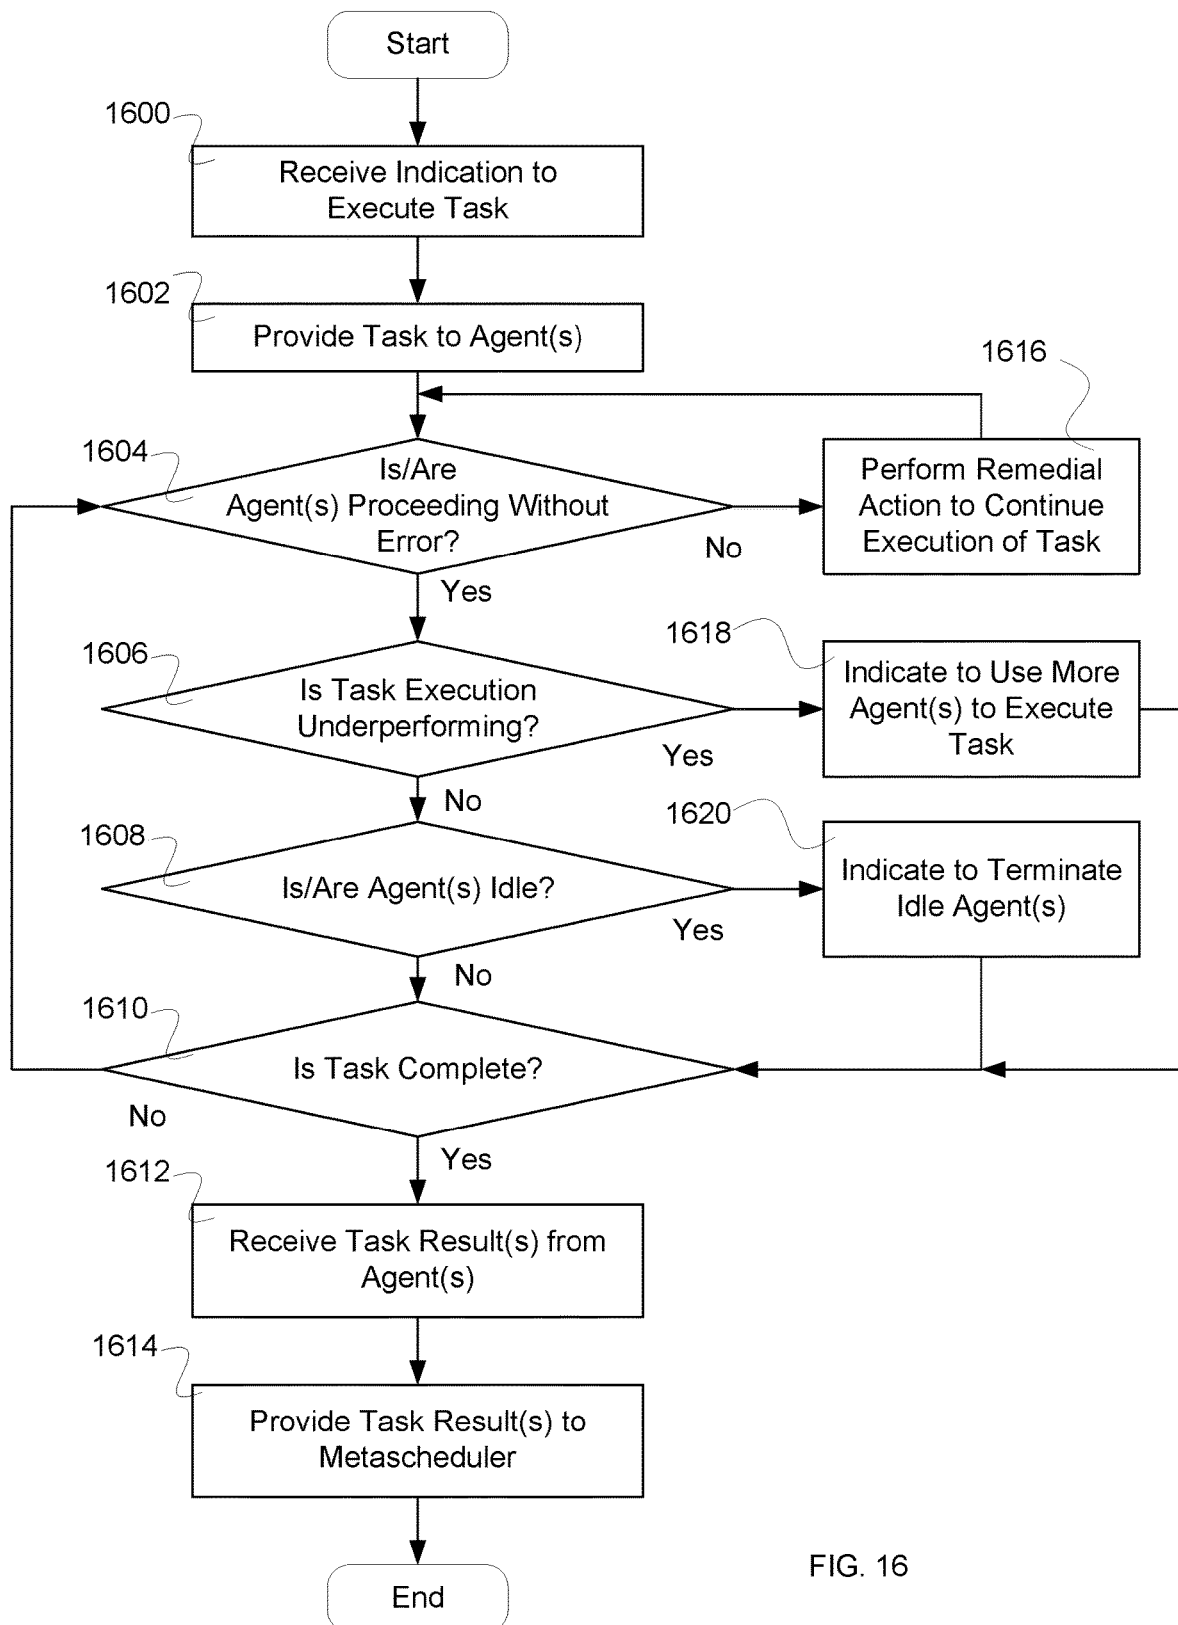 Start
1600
Receive Indication to
Execute Task
1602
Provide Task to Agent(s)
1616
1604
Is/Are
Agent(s) Proceeding Without
Error?
No
Perform Remedial
Action to Continue
Execution of Task
Yes
1606
Is Task Execution
Underperforming?
Yes
1618
Indicate to Use More
Agent(s) to Execute
Task
No
1608
Is/Are Agent(s) Idle?
Yes
1620
Indicate to Terminate
Idle Agent(s)
No
1610
Is Task Complete?
No
Yes
1612
Receive Task Result(s) from
Agent(s)
1614
Provide Task Result(s) to
Metascheduler
End
FIG. 16